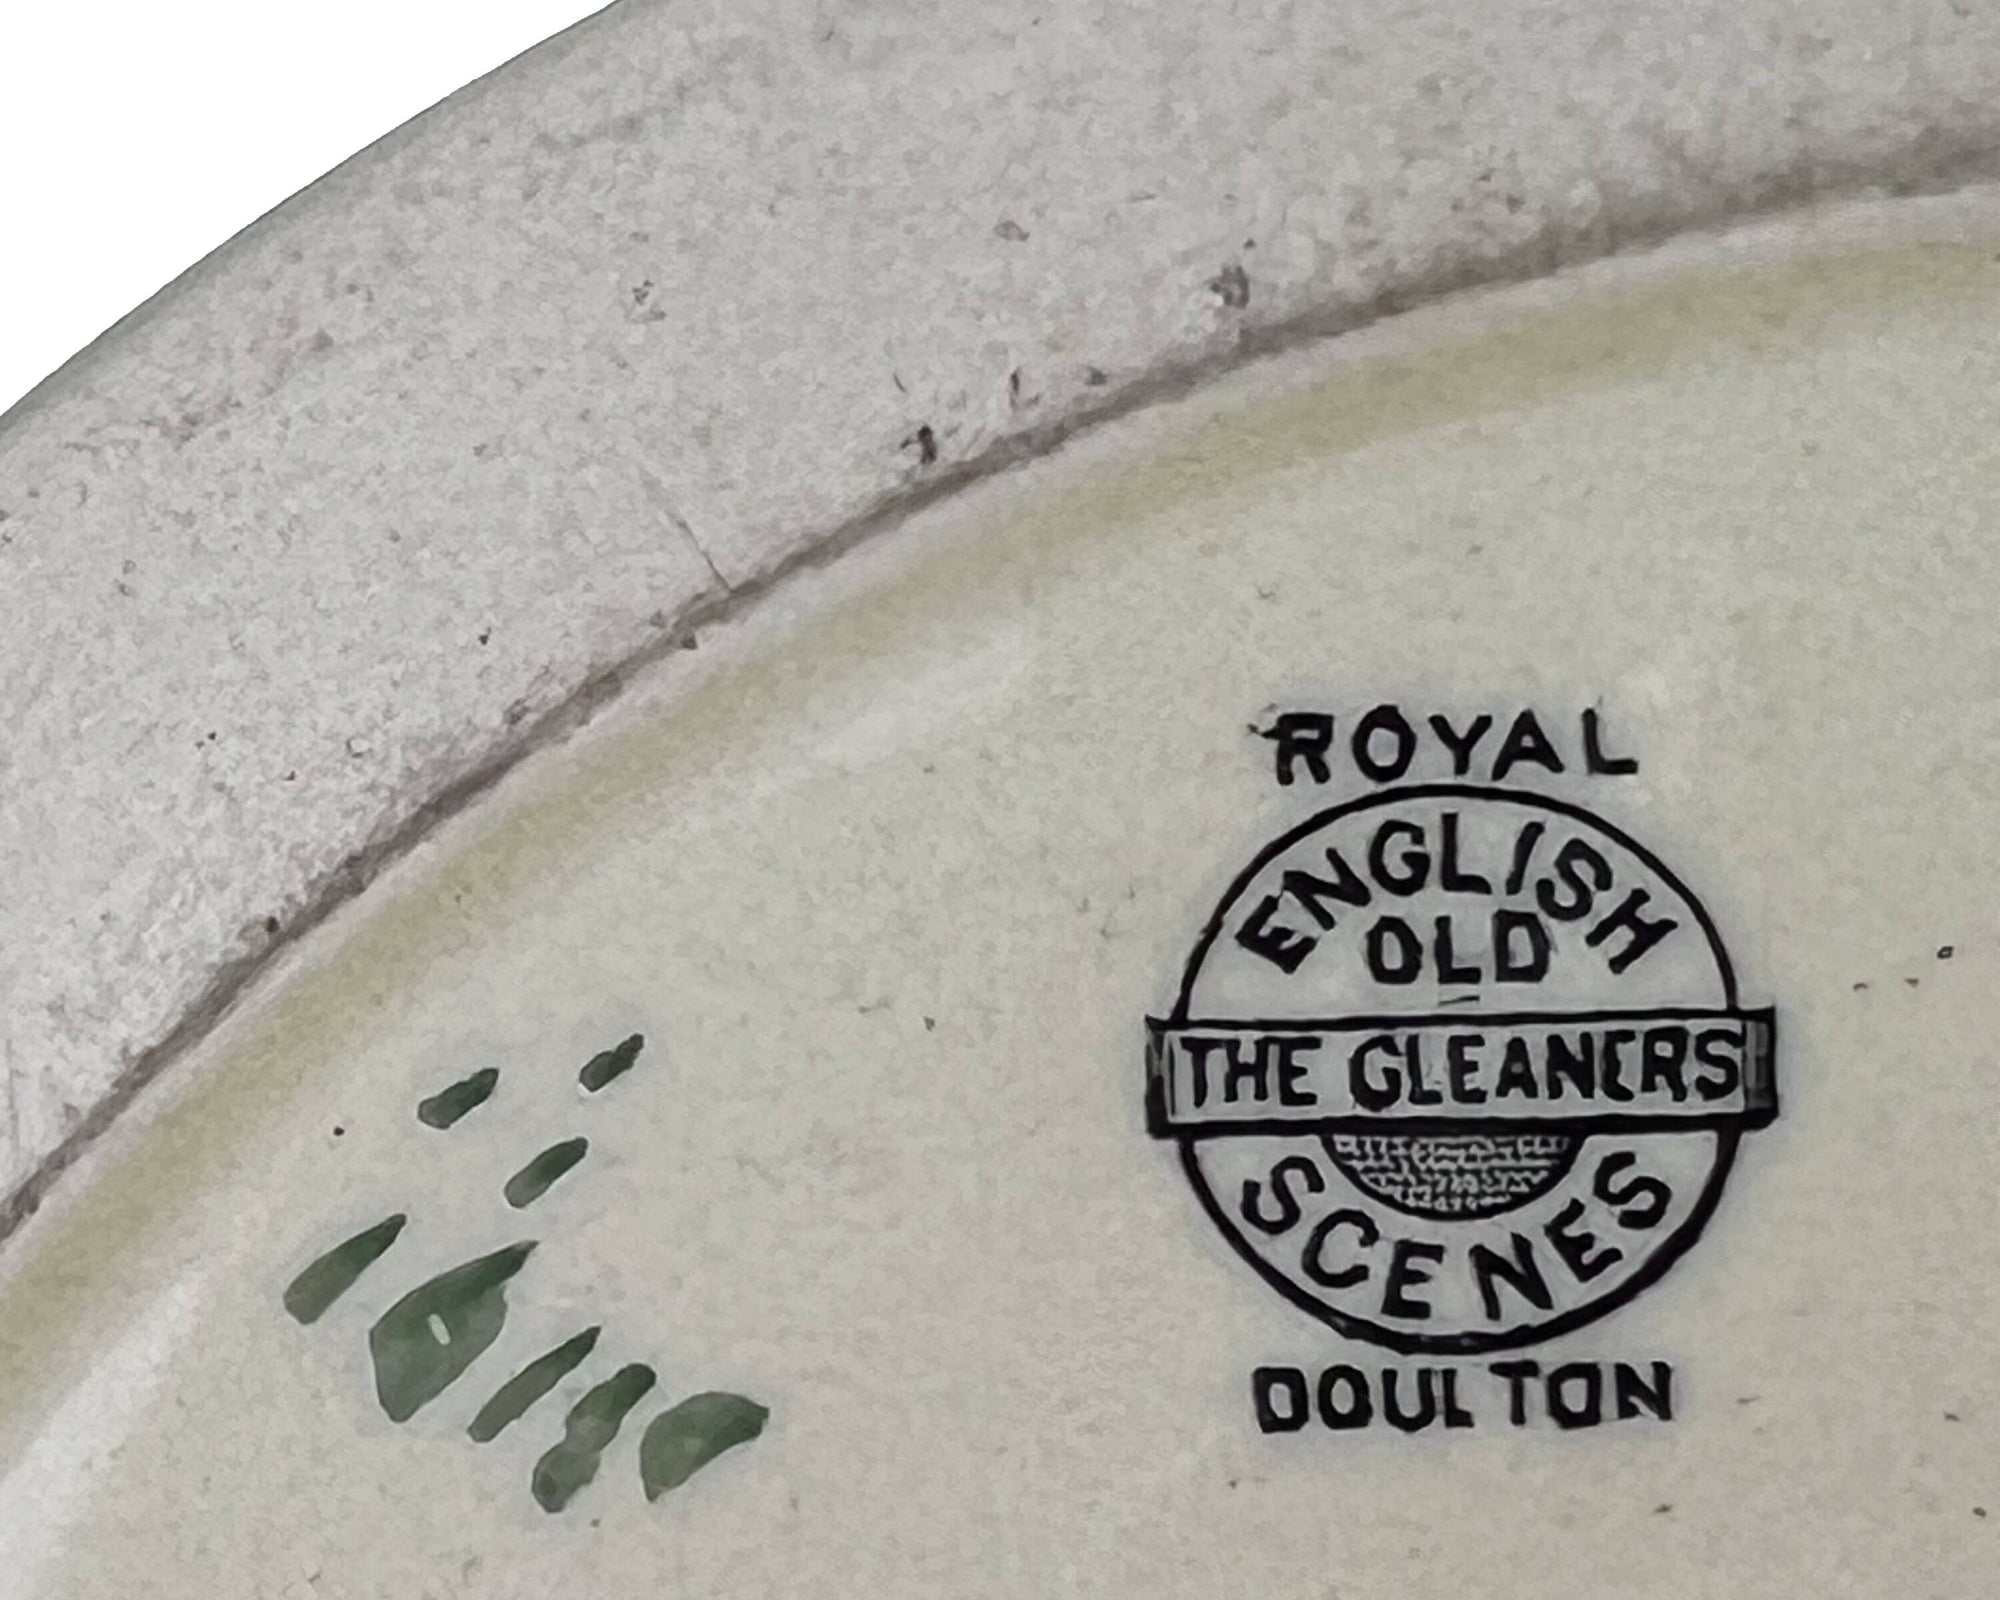 ROYAL
ENGLISH
OLD
THE GLEANERS
SCENES
DOULTON